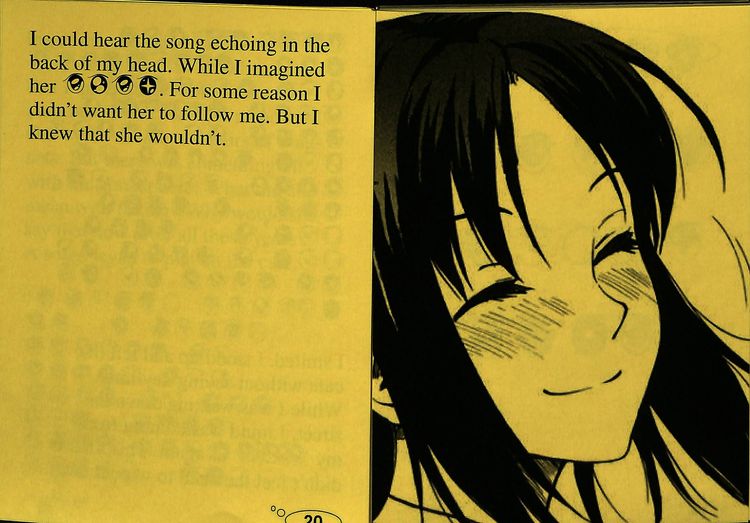 I could hear the song echoing in the
back of my head. While I imagined
her . For some reason I
didn't want her to follow me. But I
knew that she wouldn't.
20